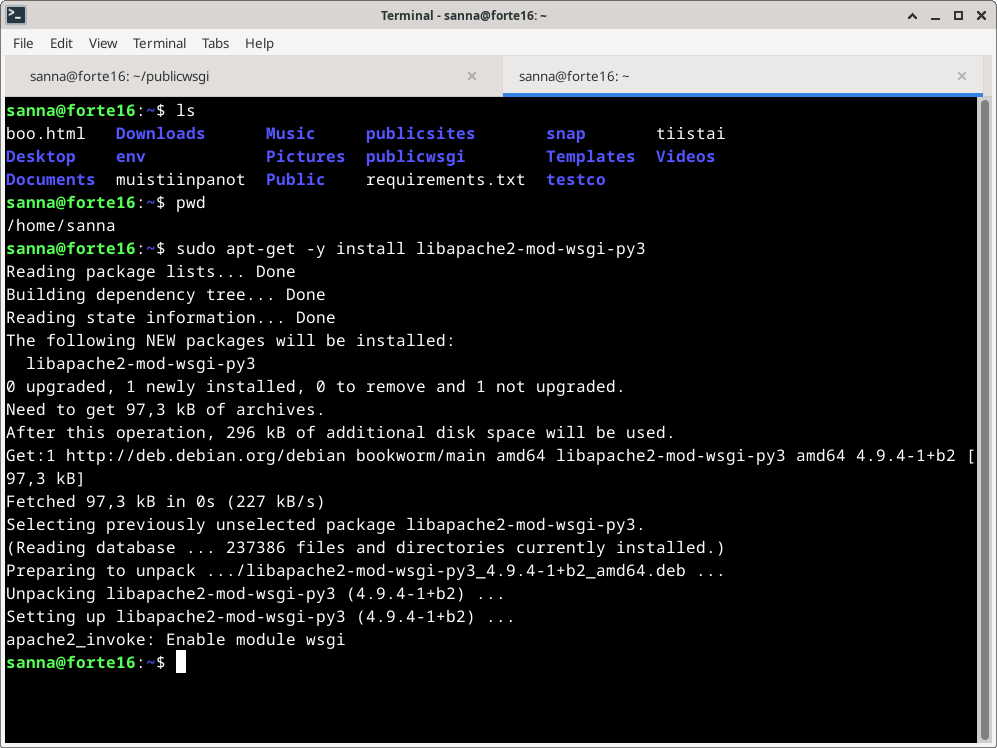 Terminal - sanna@forte16: ~
File Edit View Terminal Tabs Help
sanna@forte16: ~/publicwsgi
sanna@forte16: ~
sanna@forte16:~$ ls
boo.html   Downloads      Music     publicsites       snap       tiistai
Desktop    env            Pictures  publicwsgi        Templates  Videos
Documents  muistiinpanot  Public    requirements.txt  testco
sanna@forte16:~$ pwd
/home/sanna
sanna@forte16:~$ sudo apt-get -y install libapache2-mod-wsgi-py3
Reading package lists... Done
Building dependency tree... Done
Reading state information... Done
The following NEW packages will be installed:
  libapache2-mod-wsgi-py3
0 upgraded, 1 newly installed, 0 to remove and 1 not upgraded.
Need to get 97,3 kB of archives.
After this operation, 296 kB of additional disk space will be used.
Get:1 http://deb.debian.org/debian bookworm/main amd64 libapache2-mod-wsgi-py3 amd64 4.9.4-1+b2 [
97,3 kB]
Fetched 97,3 kB in 0s (227 kB/s)
Selecting previously unselected package libapache2-mod-wsgi-py3.
(Reading database ... 237386 files and directories currently installed.)
Preparing to unpack .../libapache2-mod-wsgi-py3_4.9.4-1+b2_amd64.deb ...
Unpacking libapache2-mod-wsgi-py3 (4.9.4-1+b2) ...
Setting up libapache2-mod-wsgi-py3 (4.9.4-1+b2) ...
apache2_invoke: Enable module wsgi
sanna@forte16:~$